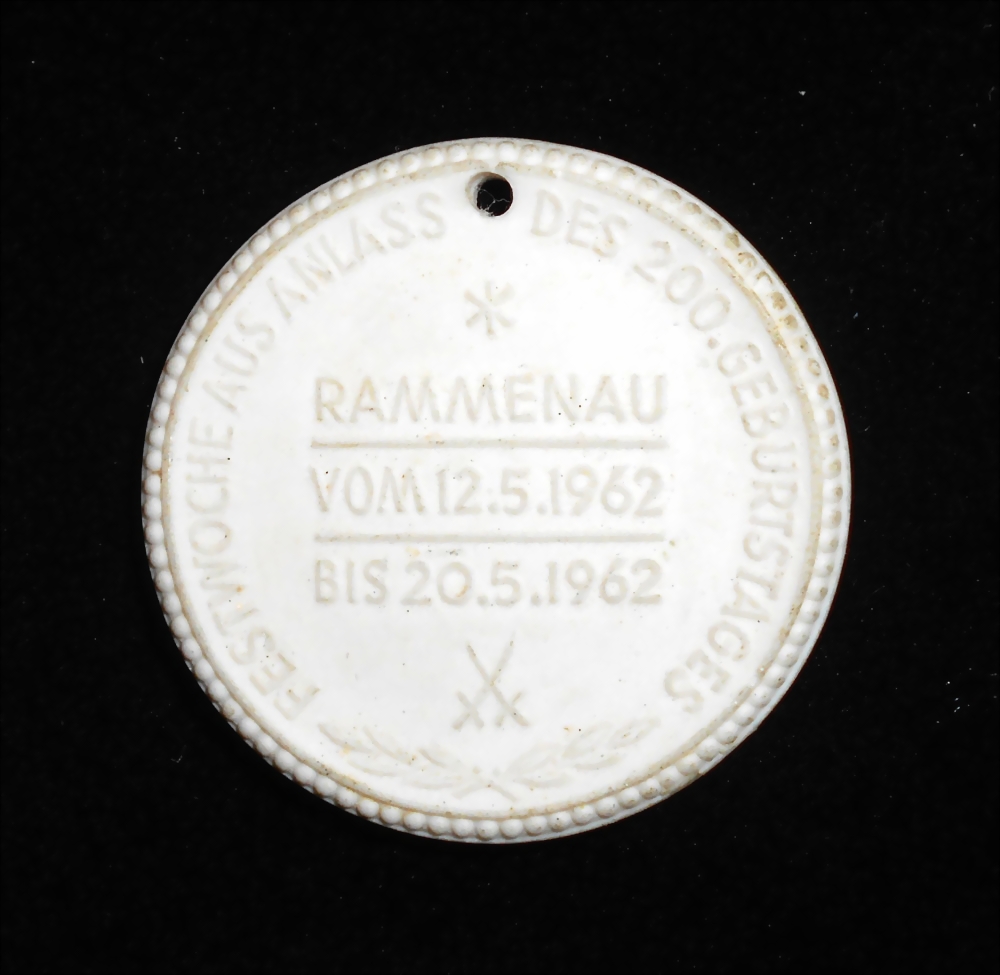 FESTWOCHE AUS ANLASS DES 200.GEBURTSTAGES
RAMMENAU
VOM 12.5.1962
BIS 20.5.1962